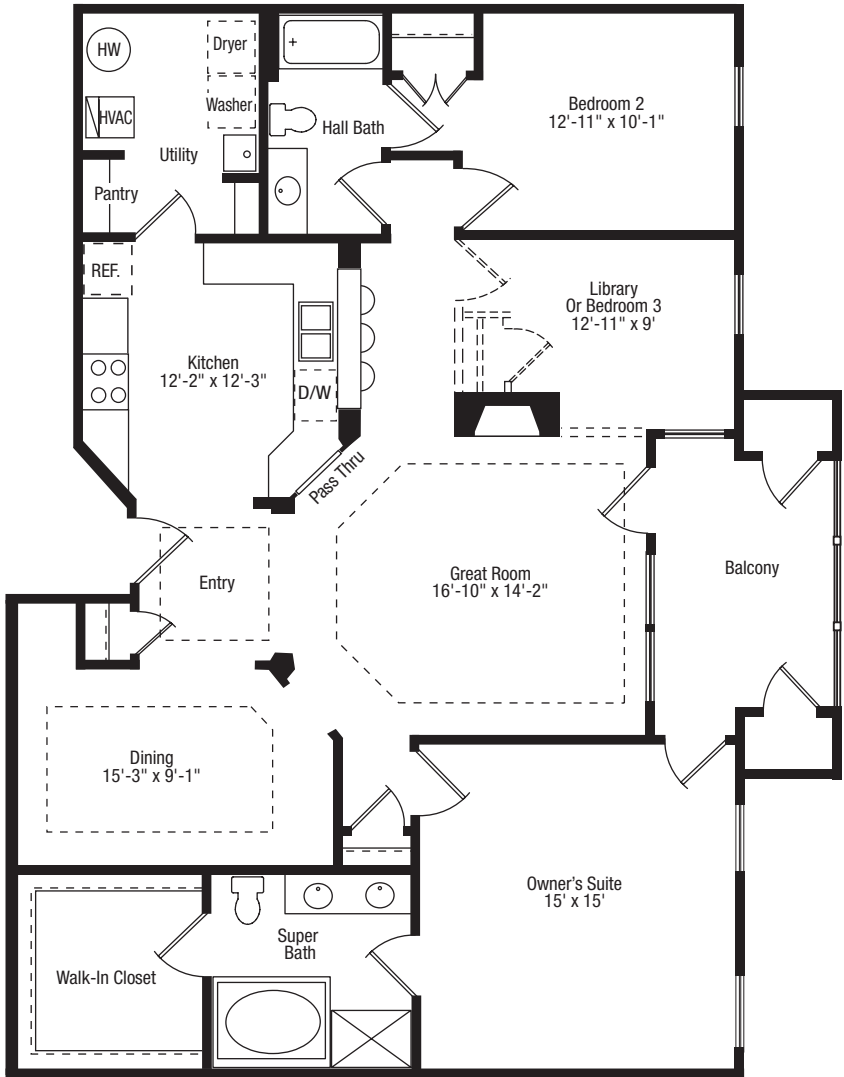 HW
Dryer
Washer
HVAC
Utility
Pantry
Hall Bath
Bedroom 2
12'-11" x 10'-1"
REF.
Library
Or Bedroom 3
12'-11" x 9'
Kitchen
12'-2" x 12'-3"
D/W
Pass Thru
Entry
Great Room
16'-10" x 14'-2"
Balcony
Dining
15'-3" x 9'-1"
Owner's Suite
15' x 15'
Super
Bath
Walk-In Closet